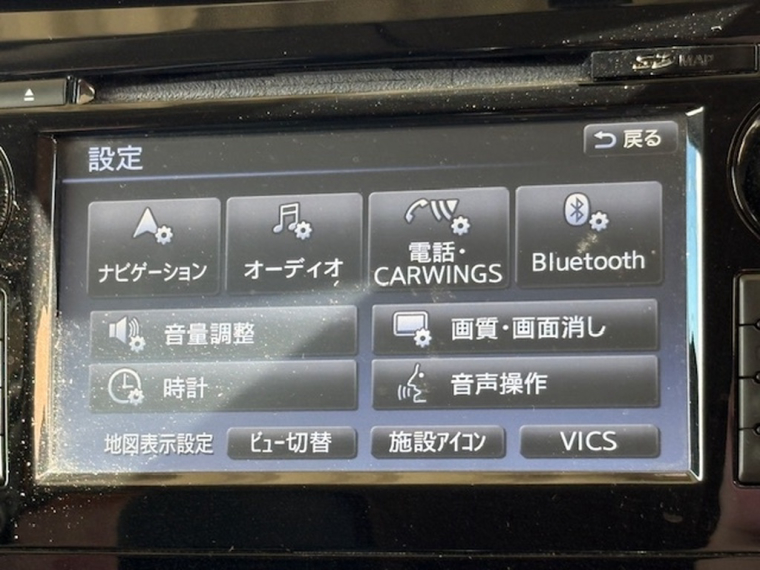 MAP
設定
戻る
ナビゲーション
オーディオ
電話・
CARWINGS
Bluetooth
音量調整
画質・画面消し
時計
音声操作
地図表示設定
ﾋﾞｭｰ切替
施設ｱｲｺﾝ
VICS